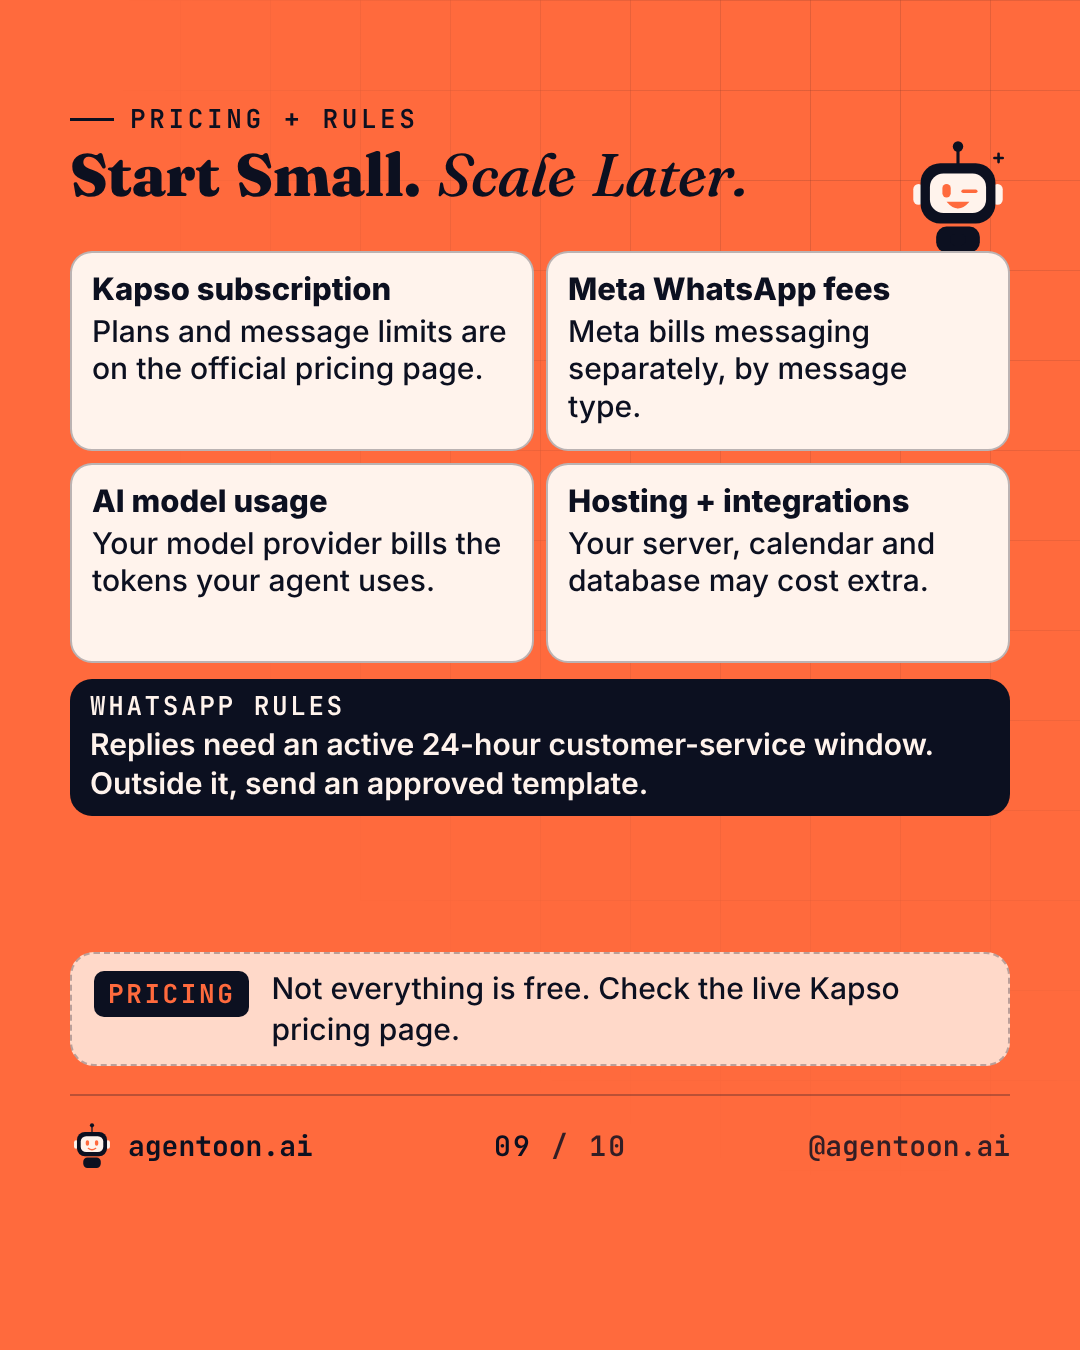 PRICING + RULES
Start Small. Scale Later.
Kapso subscription
Plans and message limits are
on the official pricing page.
Meta WhatsApp fees
Meta bills messaging
separately, by message
type.
AI model usage
Your model provider bills the
tokens your agent uses.
Hosting + integrations
Your server, calendar and
database may cost extra.
WHATSAPP RULES
Replies need an active 24-hour customer-service window.
Outside it, send an approved template.
PRICING
Not everything is free. Check the live Kapso
pricing page.
agentoon.ai
09 / 10
@agentoon.ai